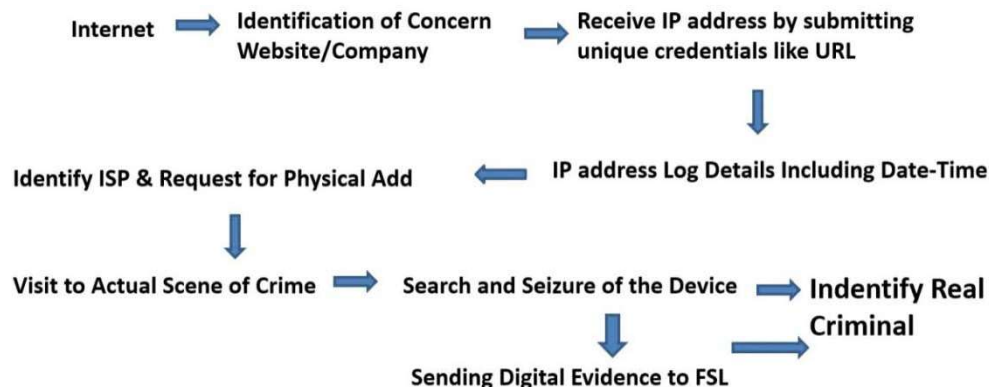 Internet
Identification of Concern
Website/Company
Receive IP address by submitting
unique credentials like URL
IP address Log Details Including Date-Time
Identify ISP & Request for Physical Add
Visit to Actual Scene of Crime
Search and Seizure of the Device
Indentify Real
Criminal
Sending Digital Evidence to FSL